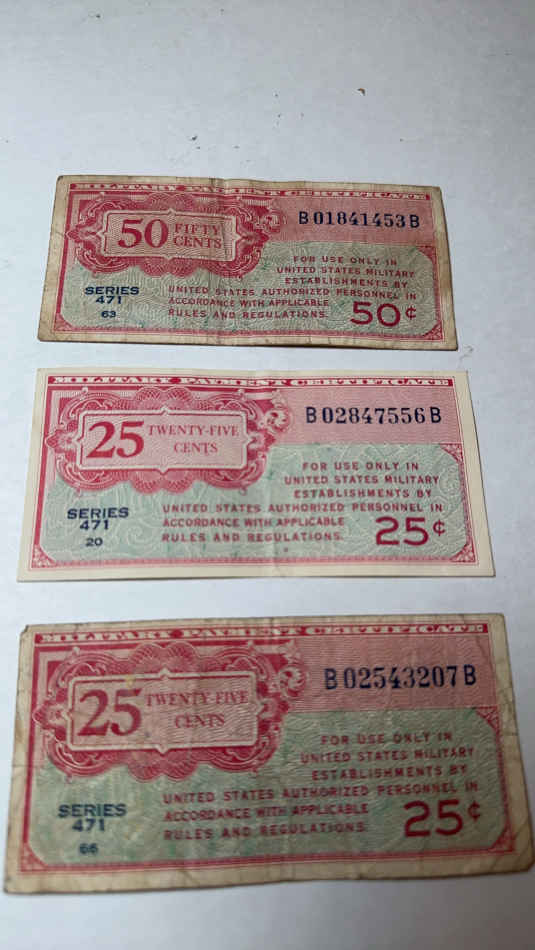 MILITARY PAYMENT CERTIFICATE
B01841453B
50 FIFTY CENTS
FOR USE ONLY IN
UNITED STATES MILITARY
ESTABLISHMENTS BY
UNITED STATES AUTHORIZED PERSONNEL IN
ACCORDANCE WITH APPLICABLE
RULES AND REGULATIONS.
50¢
SERIES
471
63
MILITARY PAYMENT CERTIFICATE
B02847556B
25 TWENTY-FIVE CENTS
FOR USE ONLY IN
UNITED STATES MILITARY
ESTABLISHMENTS BY
UNITED STATES AUTHORIZED PERSONNEL IN
ACCORDANCE WITH APPLICABLE
RULES AND REGULATIONS.
25¢
SERIES
471
20
MILITARY PAYMENT CERTIFICATE
B02543207B
25 TWENTY-FIVE CENTS
FOR USE ONLY IN
UNITED STATES MILITARY
ESTABLISHMENTS BY
UNITED STATES AUTHORIZED PERSONNEL IN
ACCORDANCE WITH APPLICABLE
RULES AND REGULATIONS.
25¢
SERIES
471
66